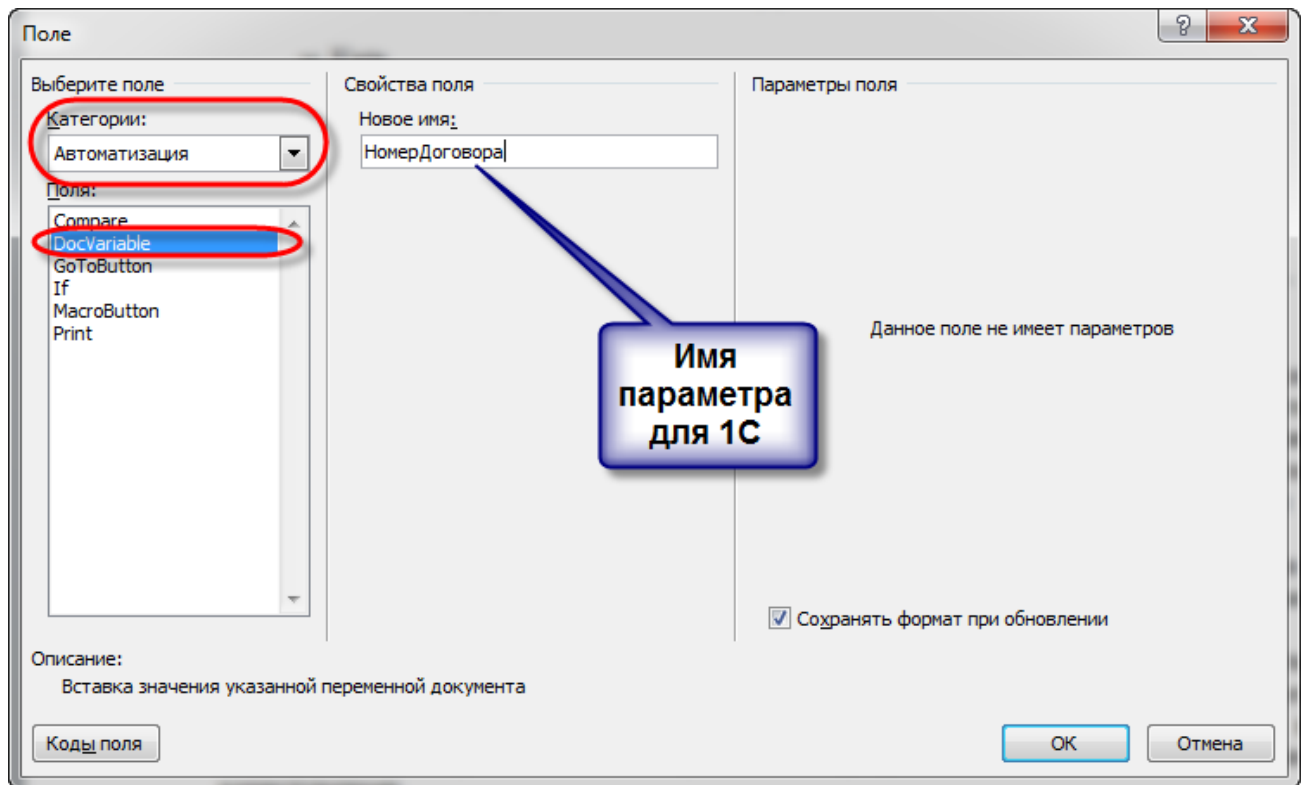 Поле
Выберите поле
Категории:
Автоматизация
Поля:
Compare
DocVariable
GoToButton
If
MacroButton
Print
Свойства поля
Новое имя:
НомерДоговора
Имя
параметра
для 1С
Параметры поля
Данное поле не имеет параметров
Сохранять формат при обновлении
Описание:
Вставка значения указанной переменной документа
Коды поля
ОК
Отмена